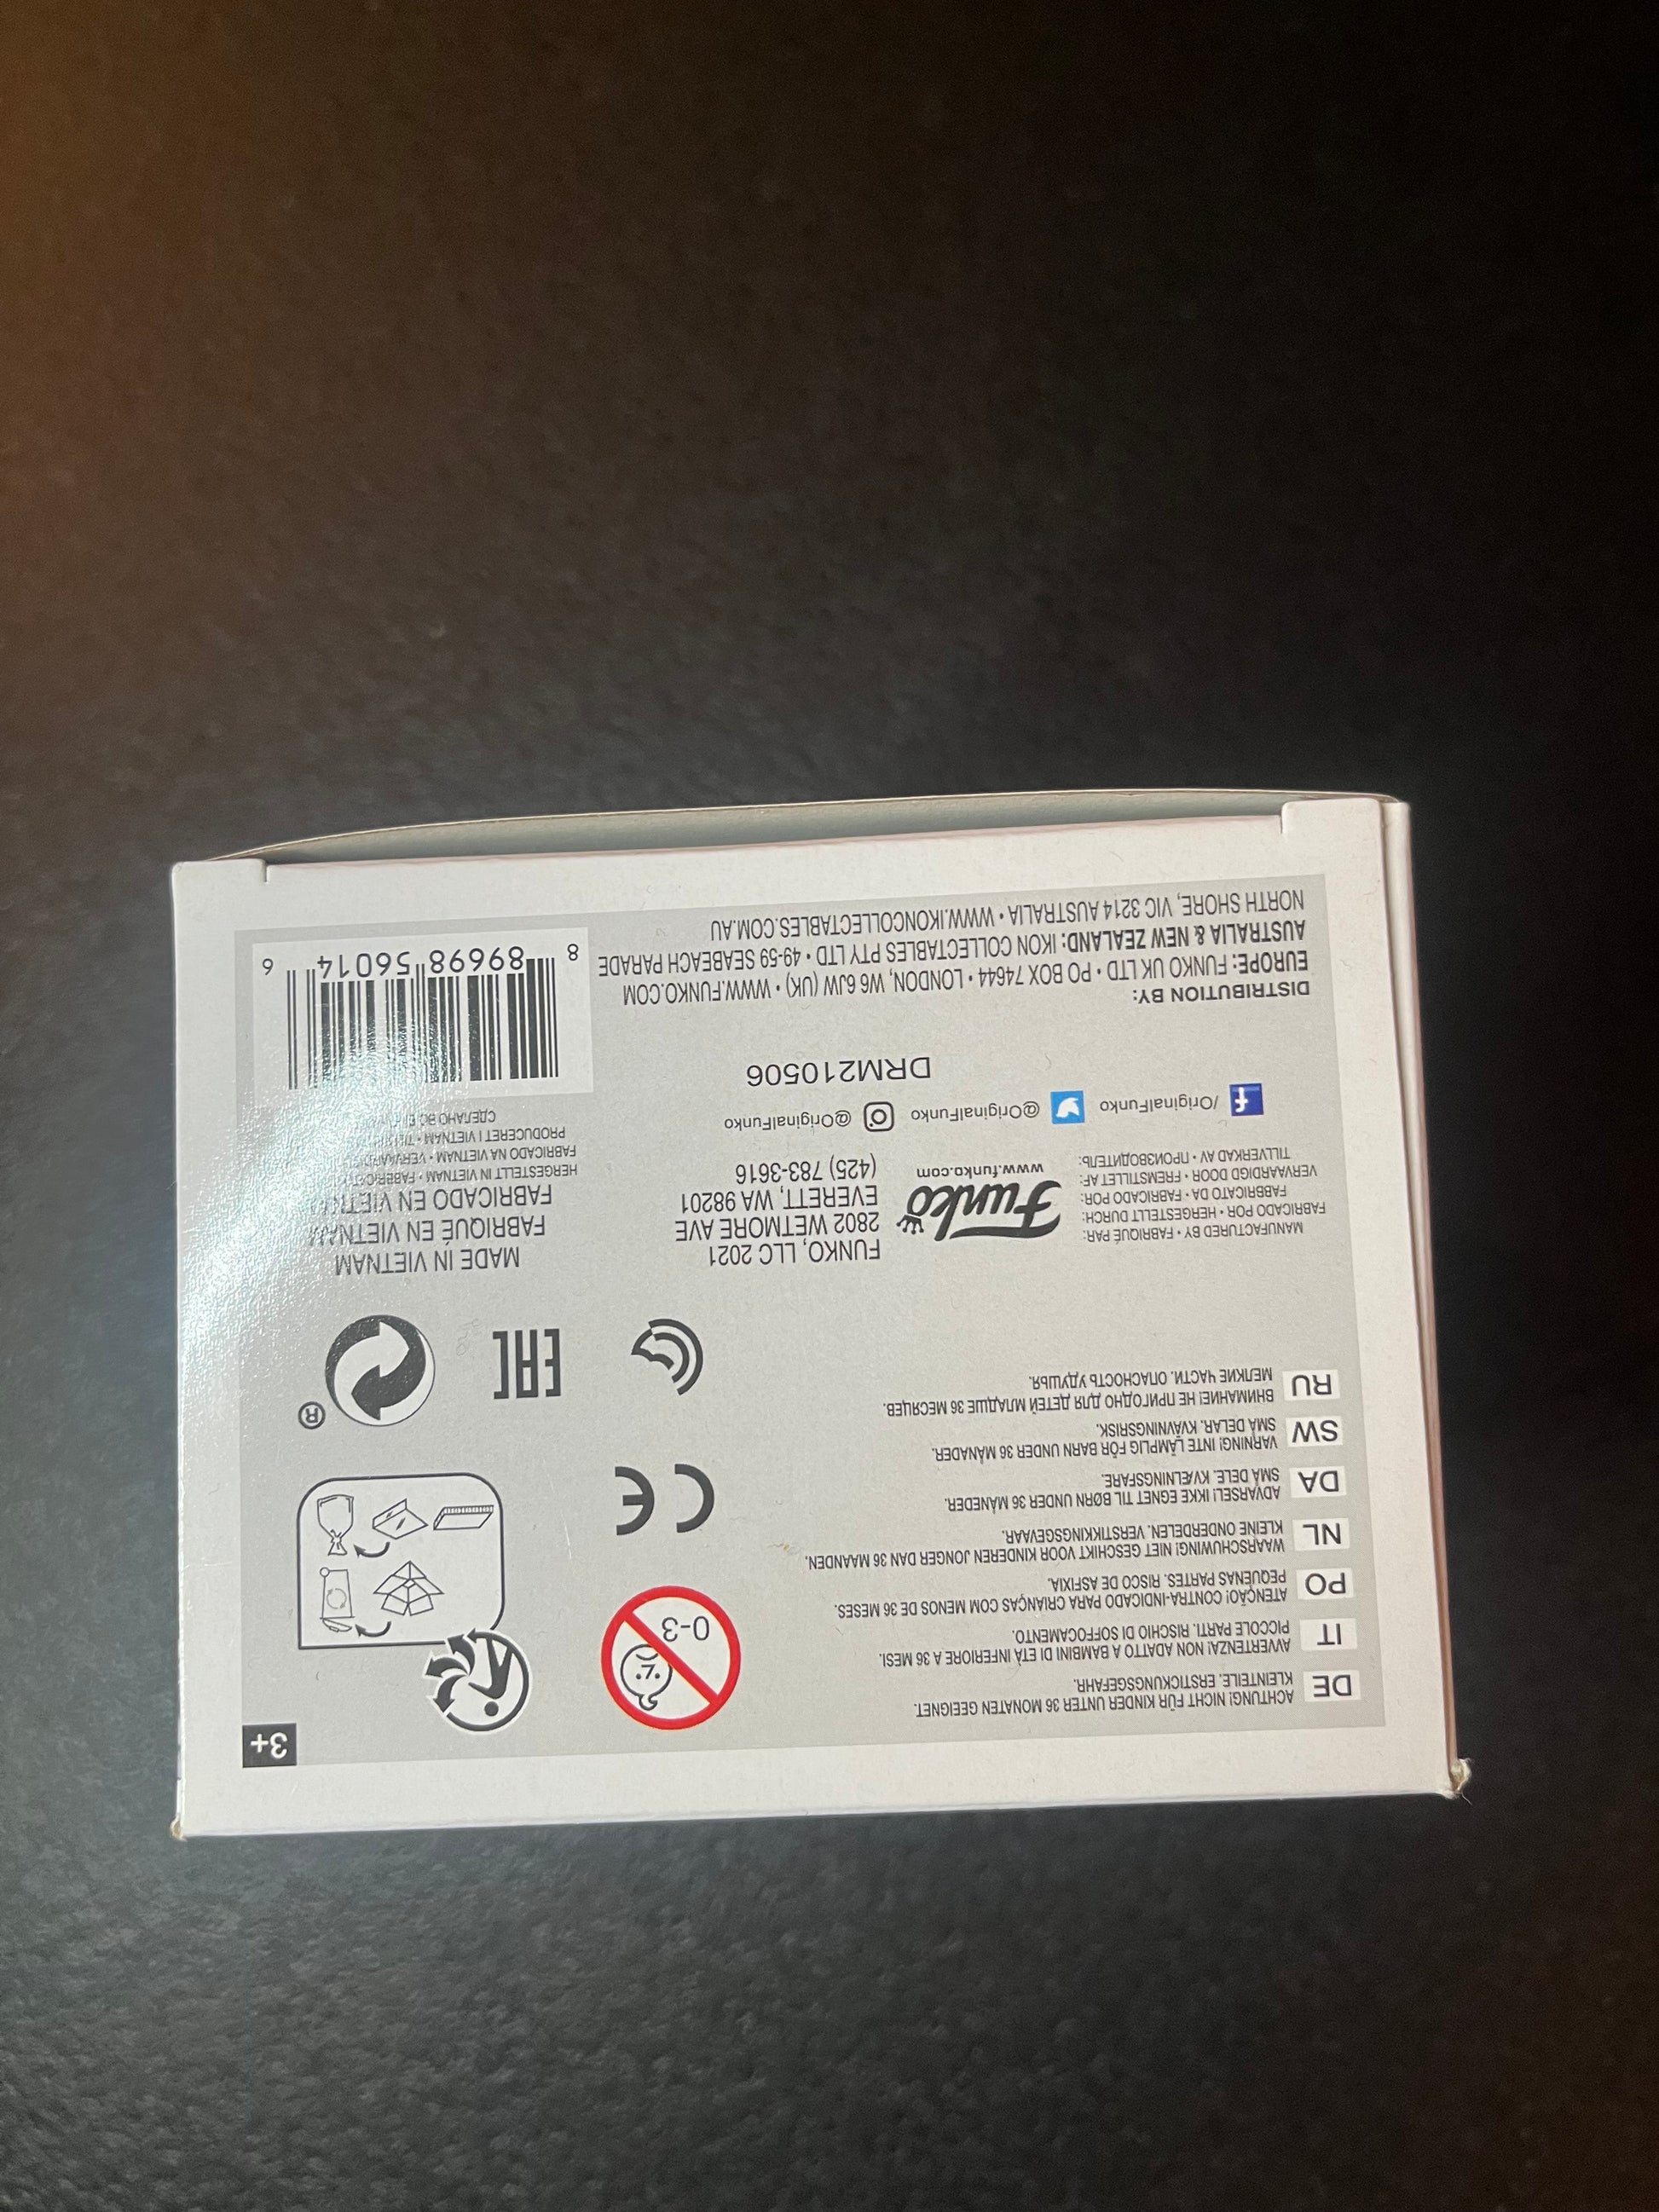 3+
DE
ACHTUNG! NICHT FÜR KINDER UNTER 36 MONATEN GEEIGNET.
KLEINTEILE. ERSTICKUNGSGEFAHR.
IT
AVVERTENZA! NON ADATTO A BAMBINI DI ETÀ INFERIORE A 36 MESI.
PICCOLE PARTI. RISCHIO DI SOFFOCAMENTO.
PO
ATENÇÃO! CONTRA-INDICADO PARA CRIANÇAS COM MENOS DE 36 MESES.
PEQUENAS PARTES. RISCO DE ASFIXIA.
NL
WAARSCHUWING! NIET GESCHIKT VOOR KINDEREN JONGER DAN 36 MAANDEN.
KLEINE ONDERDELEN. VERSTIKKINGSGEVAAR.
DA
ADVARSEL! IKKE EGNET TIL BØRN UNDER 36 MÅNEDER.
SMÅ DELE. KVÆLNINGSFARE.
SW
VARNING! INTE LÄMPLIG FÖR BARN UNDER 36 MÅNADER.
SMÅ DELAR. KVÄVNINGSRISK.
RU
ВНИМАНИЕ! НЕ ПРИГОДНО ДЛЯ ДЕТЕЙ МЛАДШЕ 36 МЕСЯЦЕВ.
МЕЛКИЕ ЧАСТИ. ОПАСНОСТЬ УДУШЬЯ.
0-3
CE
EAC
®
MANUFACTURED BY • FABRIQUÉ PAR:
FABRICADO POR • HERGESTELLT DURCH:
FABBRICATO DA • FABRICADO POR:
VERVAARDIGD DOOR • FREMSTILLET AF:
TILLVERKAD AV • ПРОИЗВОДИТЕЛЬ:
Funko
www.funko.com
FUNKO, LLC 2021
2802 WETMORE AVE
EVERETT, WA 98201
(425) 783-3616
MADE IN VIETNAM
FABRIQUÉ EN VIETNAM
FABRICADO EN VIETNAM
HERGESTELLT IN VIETNAM •
FABRICADO NA VIETNAM •
PRODUCERET I VIETNAM •
СДЕЛАНО ВО
/OriginalFunko
@OriginalFunko
@OriginalFunko
DRM210506
DISTRIBUTION BY:
EUROPE: FUNKO UK LTD • PO BOX 74644 • LONDON, W6 6JW (UK) • WWW.FUNKO.COM
AUSTRALIA & NEW ZEALAND: IKON COLLECTABLES PTY LTD • 49-59 SEABEACH PARADE
NORTH SHORE, VIC 3214 AUSTRALIA • WWW.IKONCOLLECTABLES.COM.AU
8 89698 56014 6